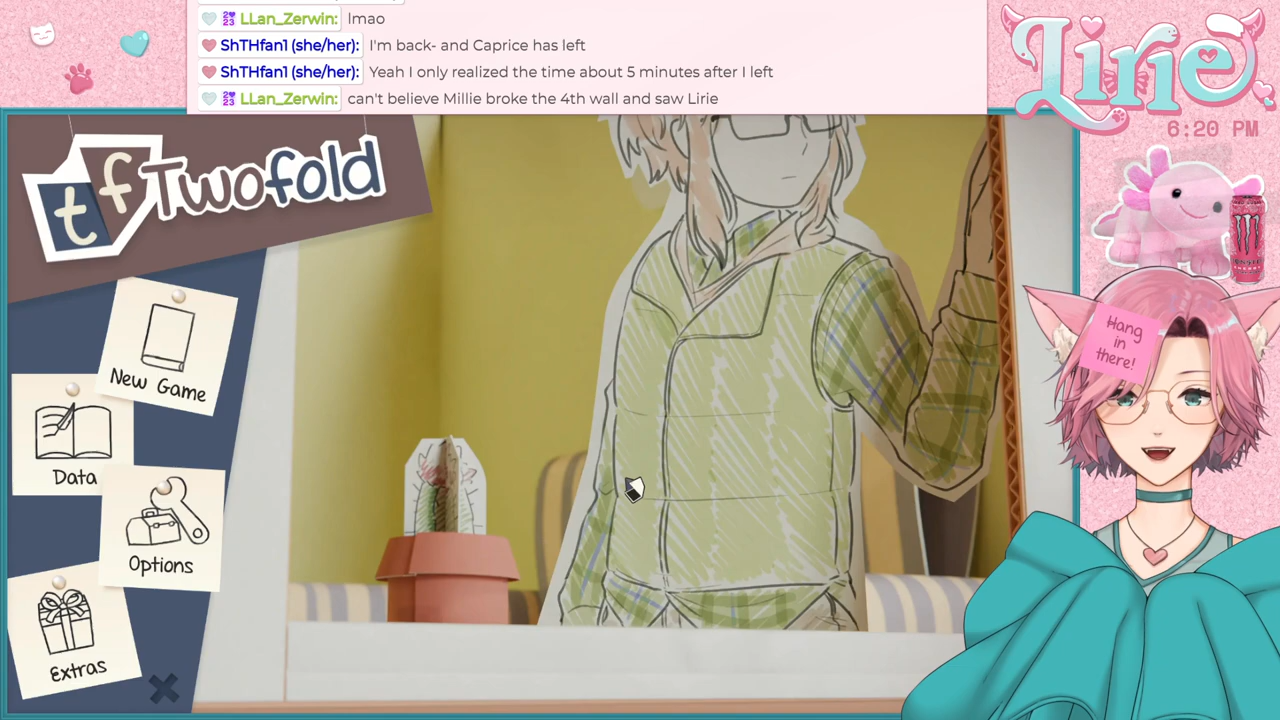 LLan_Zerwin: lmao
ShTHfan1 (she/her): I'm back- and Caprice has left
ShTHfan1 (she/her): Yeah I only realized the time about 5 minutes after I left
LLan_Zerwin: can't believe Millie broke the 4th wall and saw Lirie
Lirie
6:20 PM
tf Twofold
New Game
Data
Options
Extras
Hang
in
there!